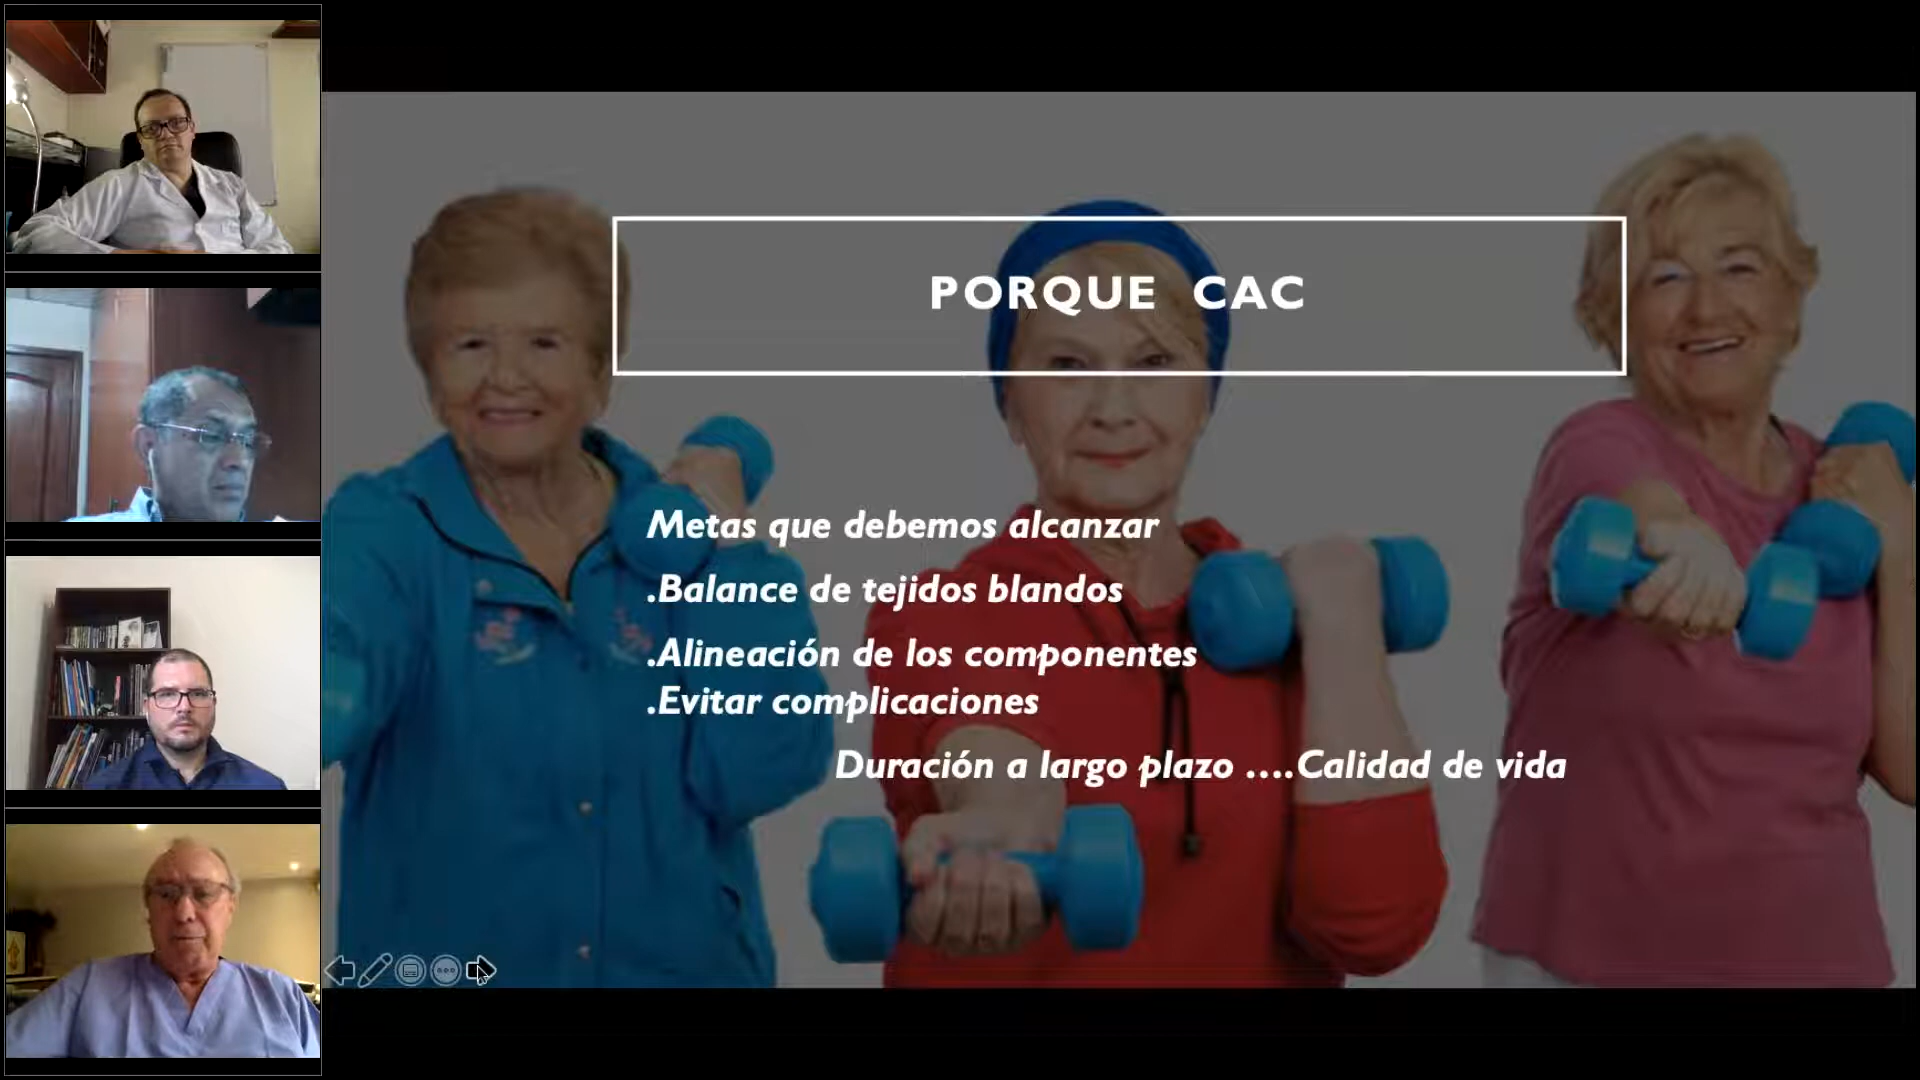 PORQUE CAC
Metas que debemos alcanzar
.Balance de tejidos blandos
.Alineación de los componentes
.Evitar complicaciones
Duración a largo plazo ....Calidad de vida